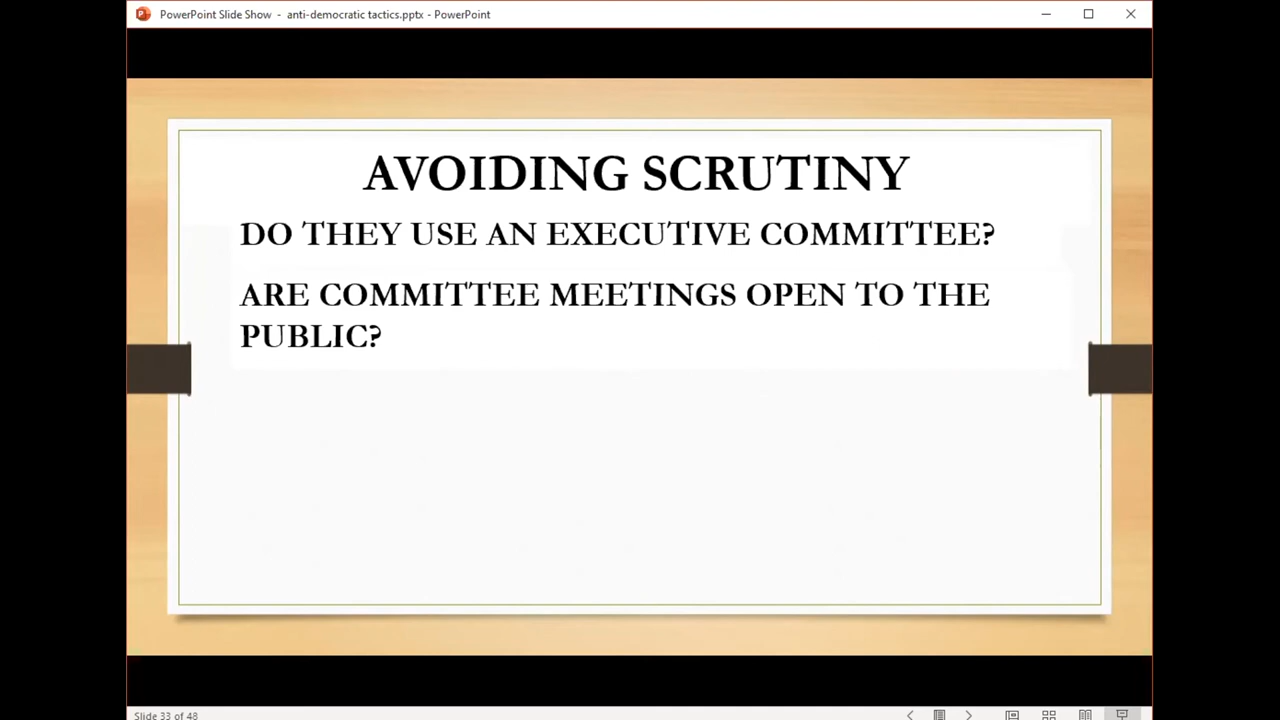 PowerPoint Slide Show - anti-democratic tactics.pptx - PowerPoint
AVOIDING SCRUTINY
DO THEY USE AN EXECUTIVE COMMITTEE?
ARE COMMITTEE MEETINGS OPEN TO THE
PUBLIC?
Slide 33 of 48